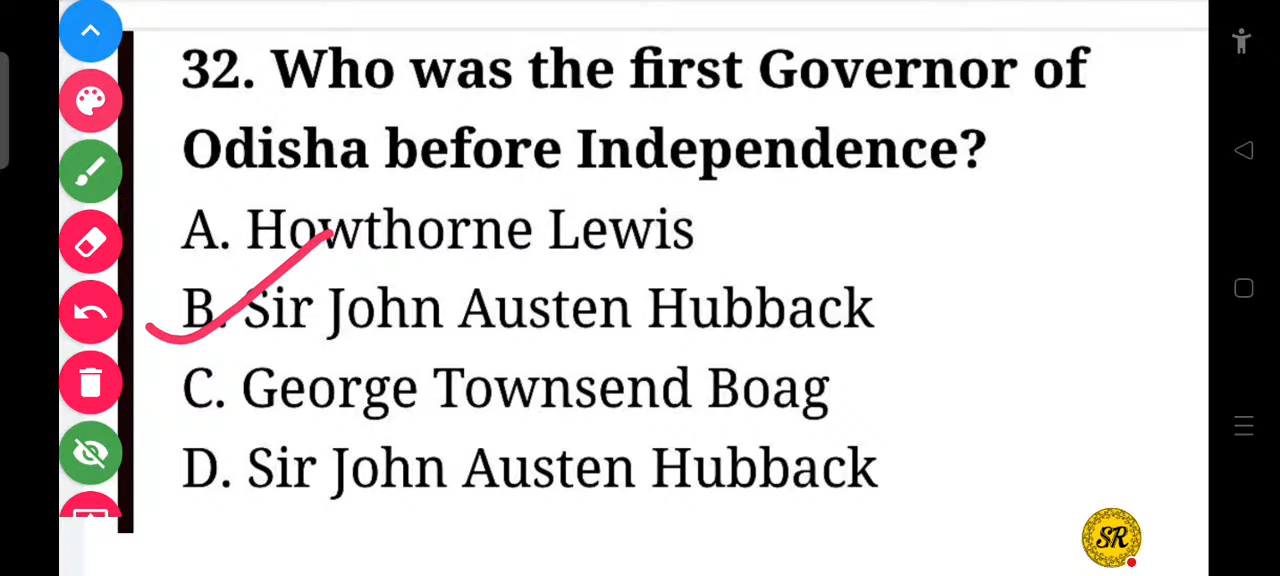 32. Who was the first Governor of
Odisha before Independence?
A. Howthorne Lewis
B. Sir John Austen Hubback
C. George Townsend Boag
D. Sir John Austen Hubback
SR